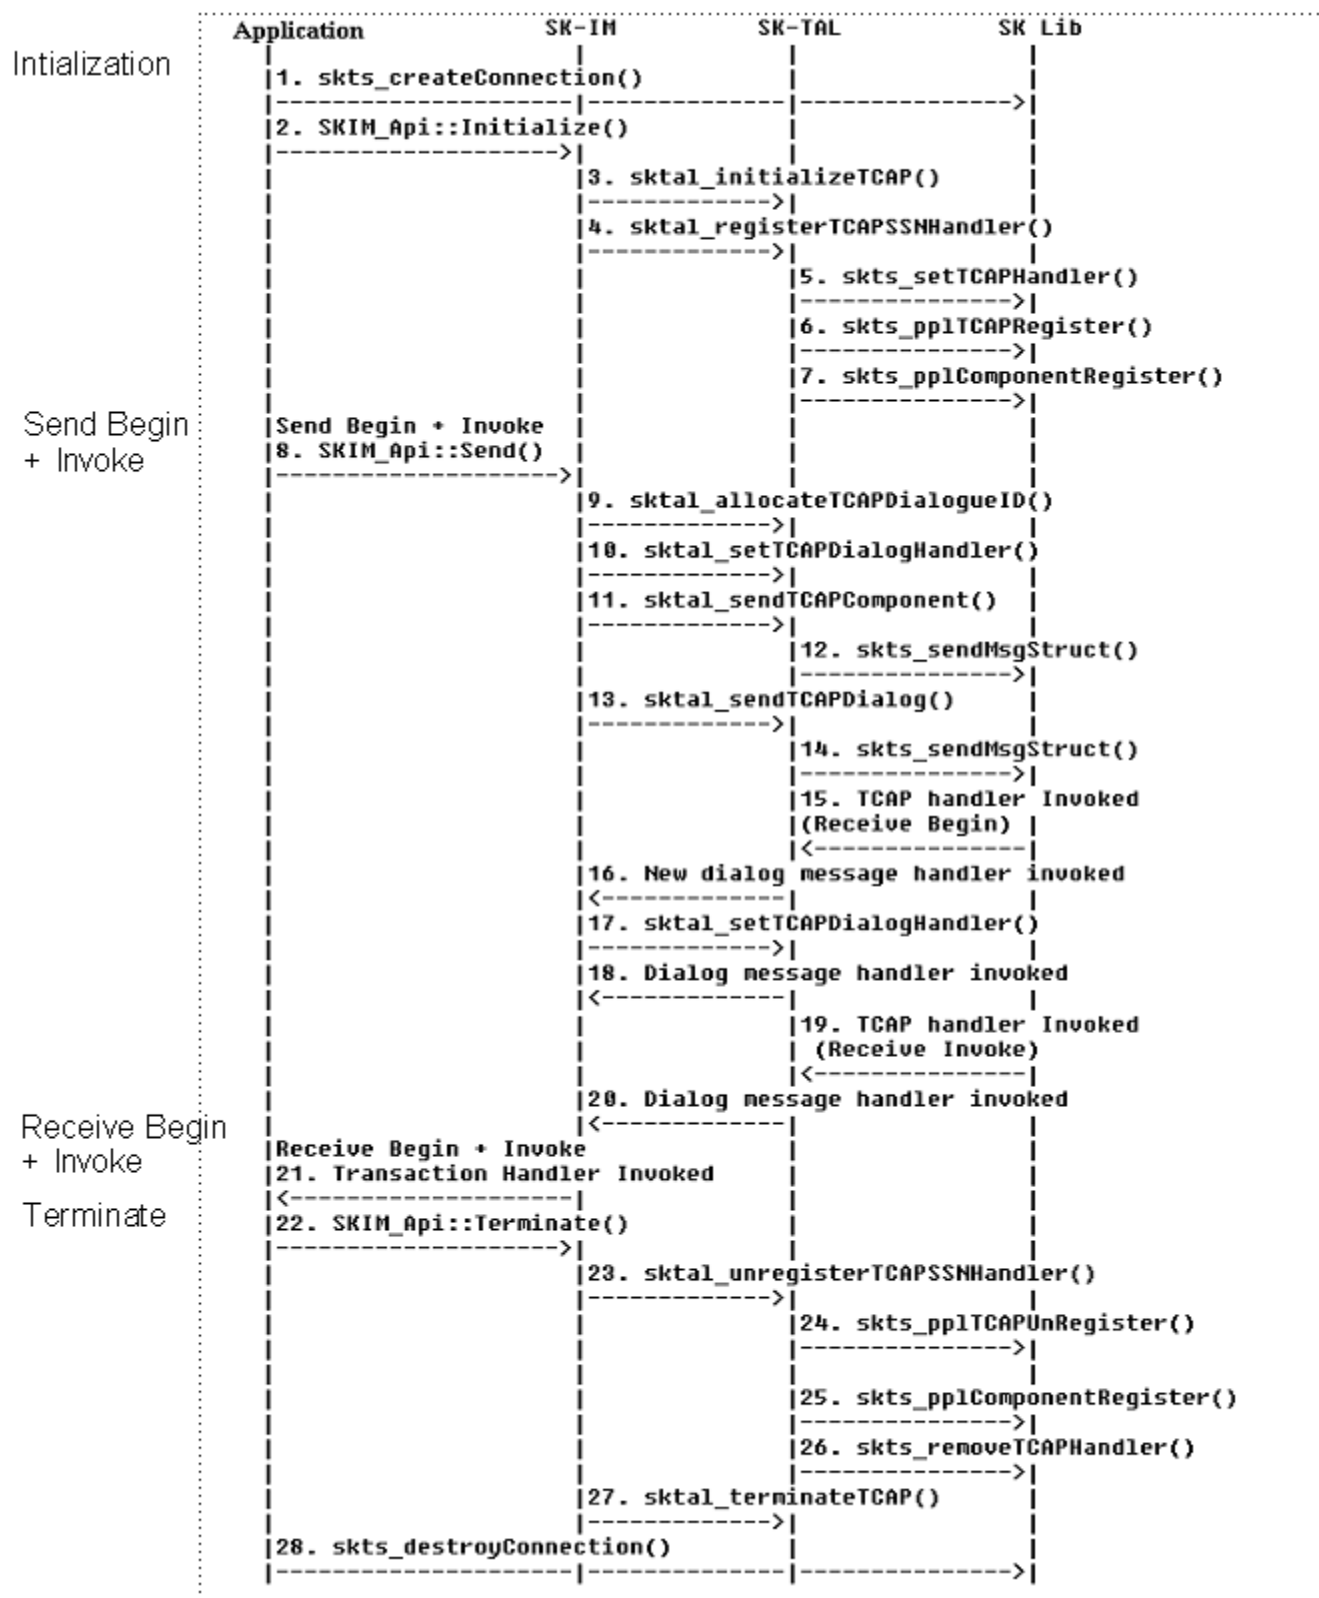 Application SK-IM SK-TAL SK Lib
Intialization
1. skts_createConnection()
2. SKIM_Api::Initialize()
3. sktal_initializeTCAP()
4. sktal_registerTCAPSSNHandler()
5. skts_setTCAPHandler()
6. skts_pplTCAPRegister()
7. skts_pplComponentRegister()
Send Begin
+ Invoke
Send Begin + Invoke
8. SKIM_Api::Send()
9. sktal_allocateTCAPDialogueID()
10. sktal_setTCAPDialogHandler()
11. sktal_sendTCAPComponent()
12. skts_sendMsgStruct()
13. sktal_sendTCAPDialog()
14. skts_sendMsgStruct()
15. TCAP handler Invoked
(Receive Begin)
16. New dialog message handler invoked
17. sktal_setTCAPDialogHandler()
18. Dialog message handler invoked
19. TCAP handler Invoked
(Receive Invoke)
20. Dialog message handler invoked
Receive Begin
+ Invoke
Receive Begin + Invoke
21. Transaction Handler Invoked
Terminate
22. SKIM_Api::Terminate()
23. sktal_unregisterTCAPSSNHandler()
24. skts_pplTCAPUnRegister()
25. skts_pplComponentRegister()
26. skts_removeTCAPHandler()
27. sktal_terminateTCAP()
28. skts_destroyConnection()